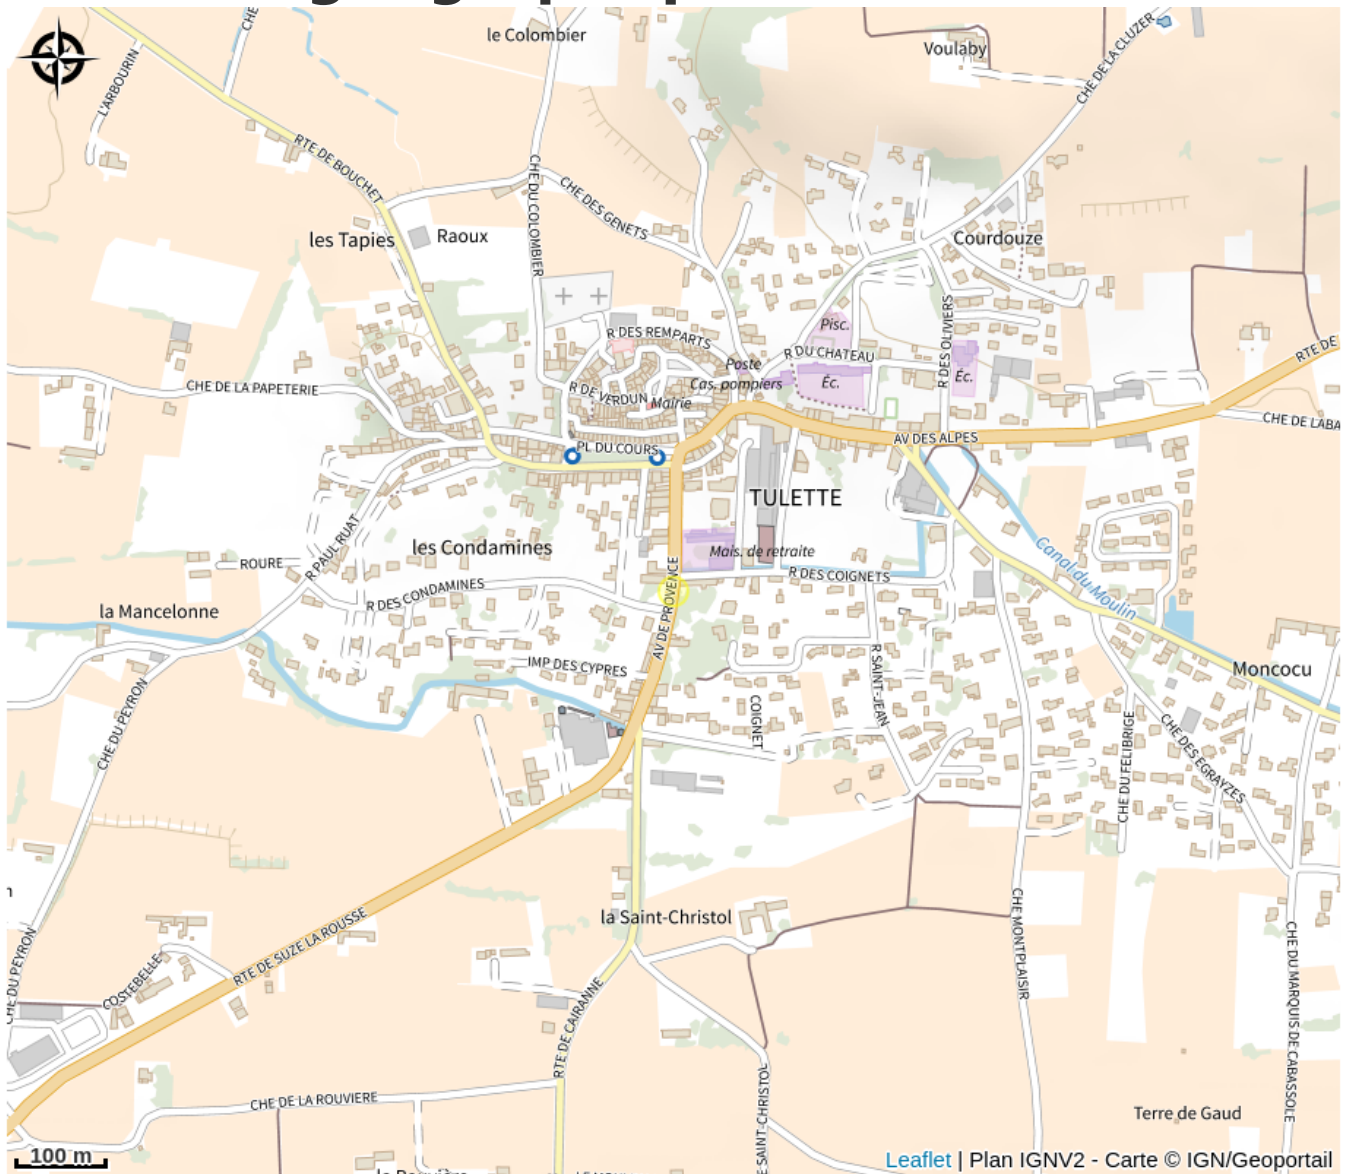 le Colombier
Voulaby
CHE DE LA CLUZER
CHE
L'ARBOURIN
RTE DE BOUCHET
CHE DU COLOMBIER
CHE DES GENETS
les Tapies
Raoux
Courdouze
R DES OLIVIERS
Pisc.
R DES REMPARTS
R DU CHATEAU
RTE DE
Poste
Cas. pompiers
Éc.
Éc.
CHE DE LA PAPETERIE
R DE VERDUN
Mairie
CHE DE LABA
AV DES ALPES
PL DU COURS
TULETTE
R PAUL RUAT
les Condamines
Mais. de retraite
Canal du Moulin
ROURE
R DES COIGNETS
R DES CONDAMINES
AV DE PROVENCE
la Mancelonne
IMP DES CYPRES
R SAINT-JEAN
Moncocu
CHE DU PEYRON
COIGNET
CHE DU FELIBRIGE
CHE DES EGRAYZES
la Saint-Christol
CHE MONTPLAISIR
RTE DE SUZE LA ROUSSE
CHE DU PEYRON
COSTEBELLE
RTE DE CAIRANNE
CHE DU MARQUIS DE CABASSOLE
CHE DE LA ROUVIERE
E SAINT-CHRISTOL
Terre de Gaud
100 m
Leaflet | Plan IGNV2 - Carte © IGN/Geoportail